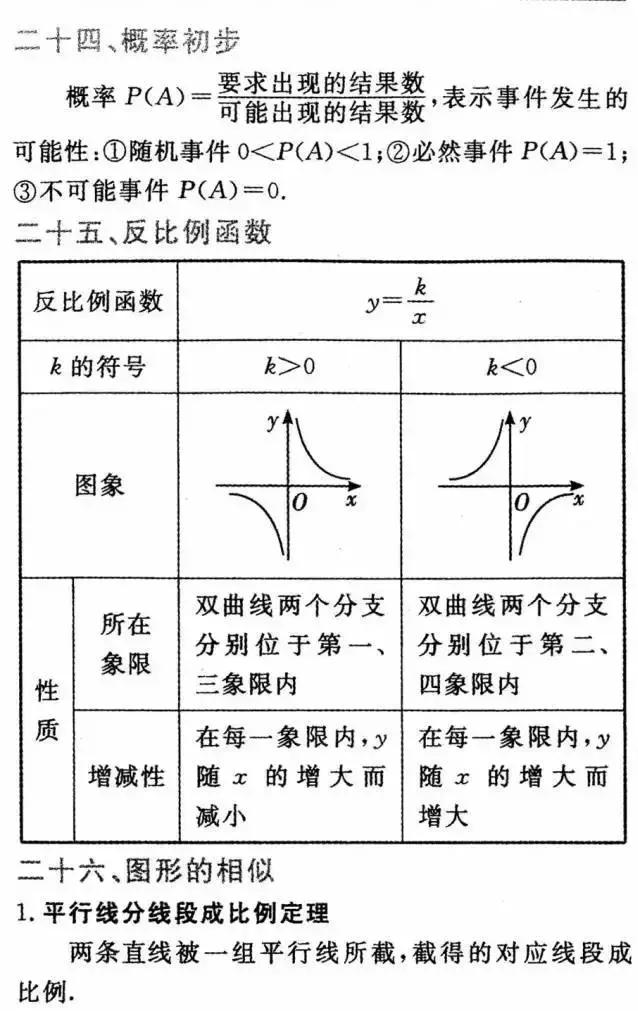 二十四、概率初步
概率 P(A)=要求出现的结果数/可能出现的结果数,表示事件发生的
可能性:①随机事件 0<P(A)<1;②必然事件 P(A)=1;
③不可能事件 P(A)=0.
二十五、反比例函数
反比例函数 y=k/x
k 的符号 k>0 k<0
图象
y O x
y O x
性质
所在
象限
双曲线两个分支
分别位于第一、
三象限内
双曲线两个分支
分别位于第二、
四象限内
增减性
在每一象限内,y
随 x 的增大而
减小
在每一象限内,y
随 x 的增大而
增大
二十六、图形的相似
1. 平行线分线段成比例定理
两条直线被一组平行线所截,截得的对应线段成
比例.